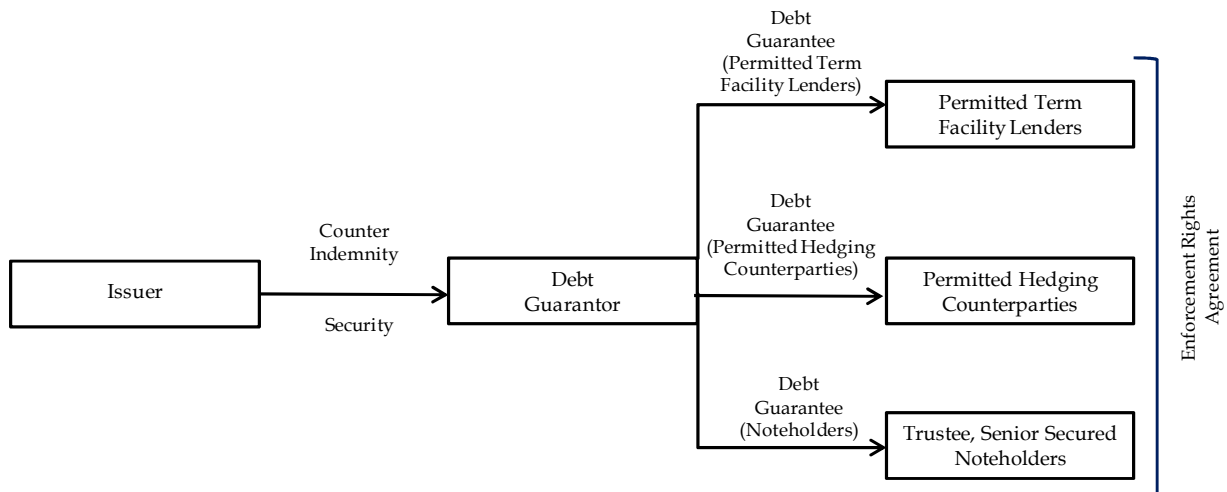 Debt
Guarantee
(Permitted Term
Facility Lenders)
Permitted Term
Facility Lenders
Counter
Indemnity
Issuer
Security
Debt
Guarantor
Debt
Guarantee
(Permitted Hedging
Counterparties)
Permitted Hedging
Counterparties
Debt
Guarantee
(Noteholders)
Trustee, Senior Secured
Noteholders
Enforcement Rights
Agreement